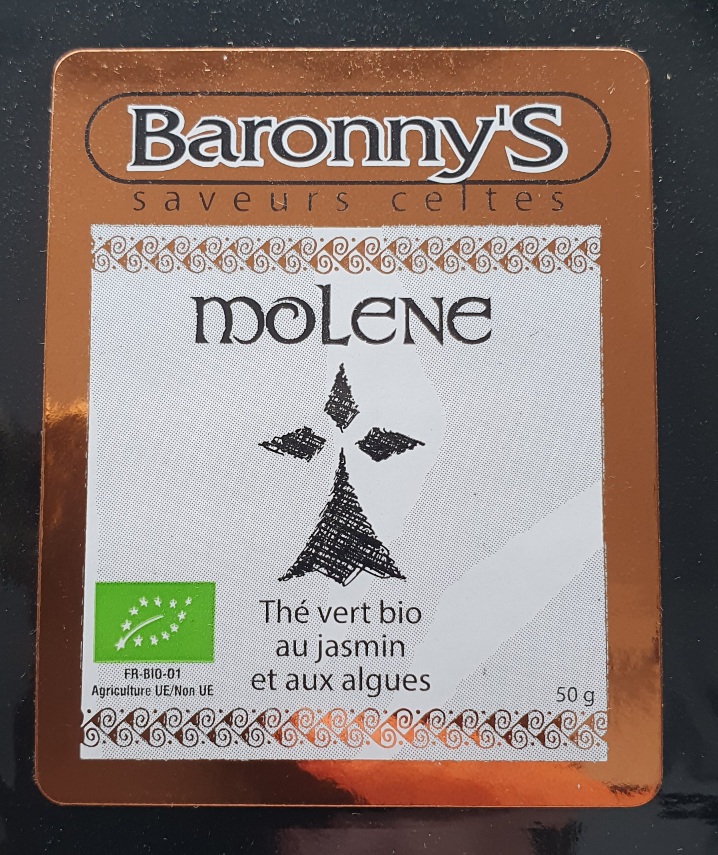 Baronny'S
saveurs celtes
MOLENE
Thé vert bio
au jasmin
et aux algues
FR-BIO-01
Agriculture UE/Non UE
50 g